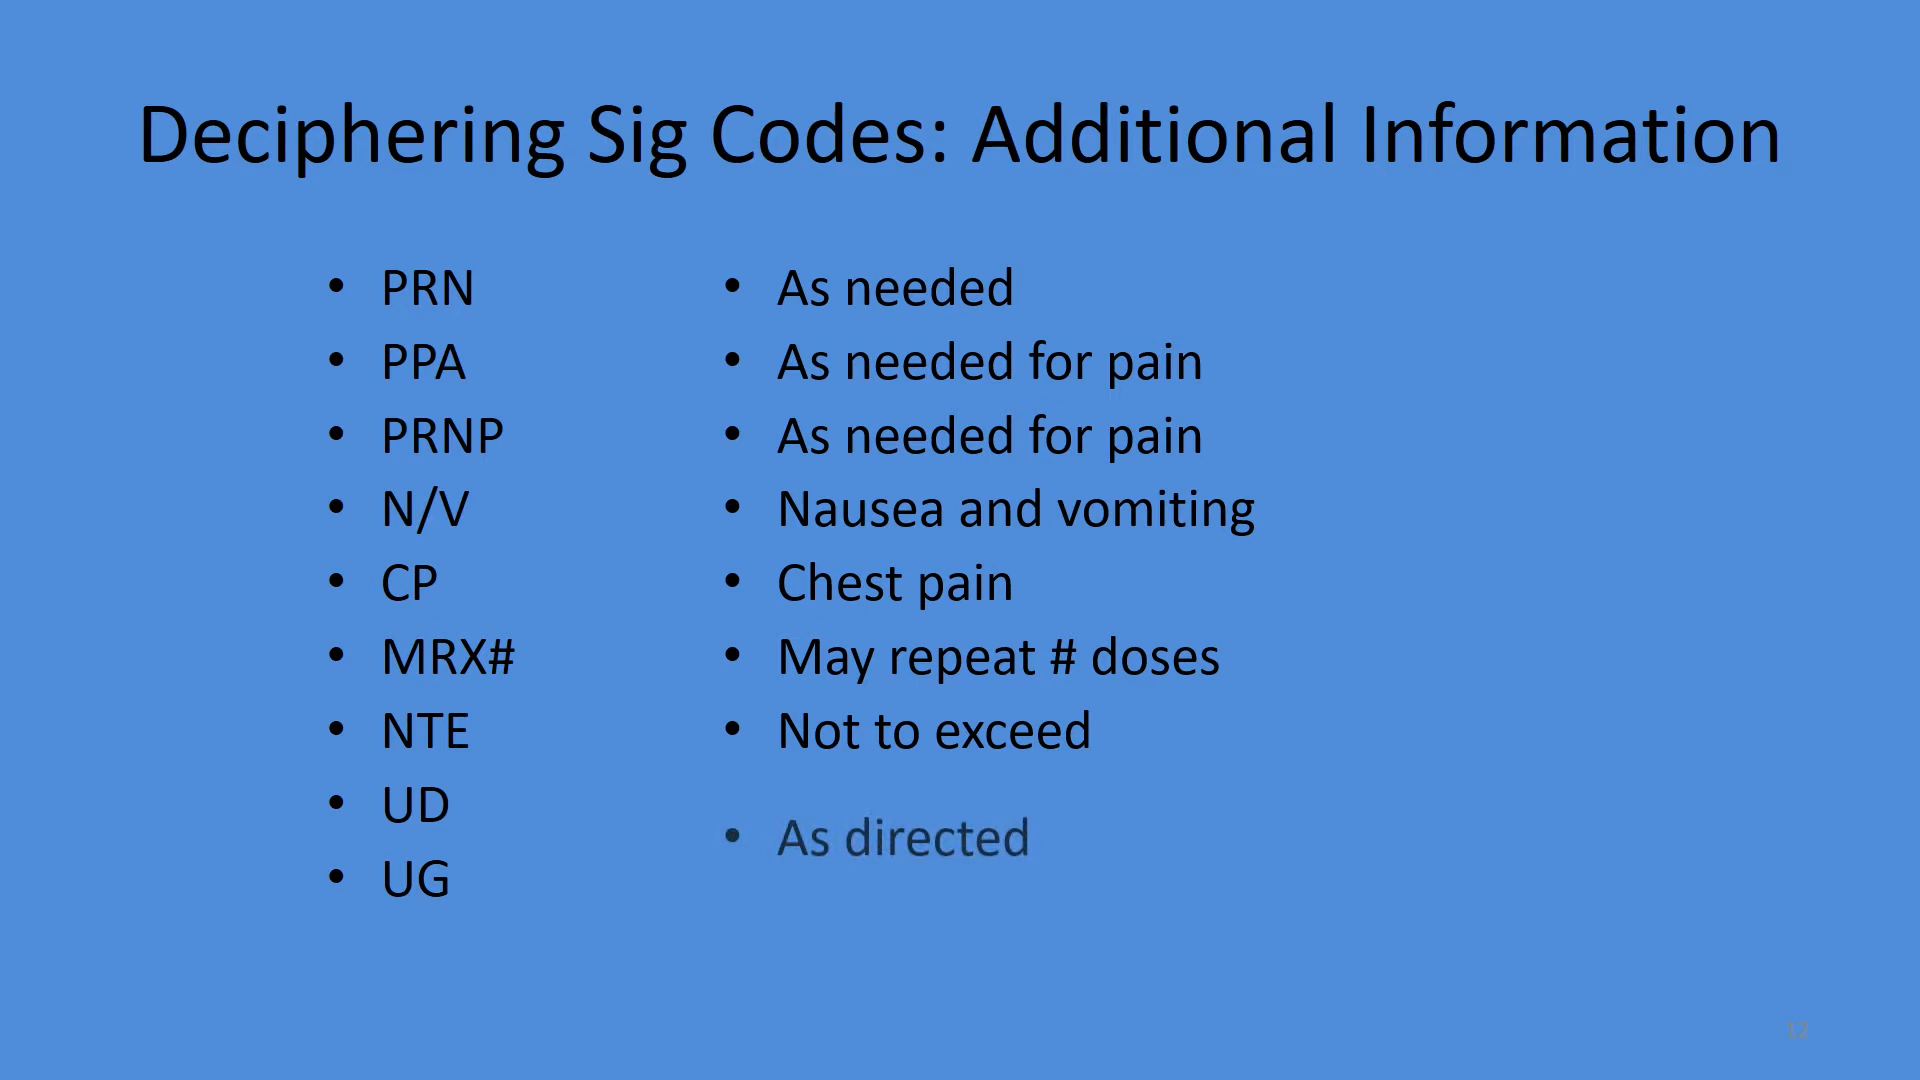 Deciphering Sig Codes: Additional Information
• PRN
• PPA
• PRNP
• N/V
• CP
• MRX#
• NTE
• UD
• UG
• As needed
• As needed for pain
• As needed for pain
• Nausea and vomiting
• Chest pain
• May repeat # doses
• Not to exceed
• As directed
12